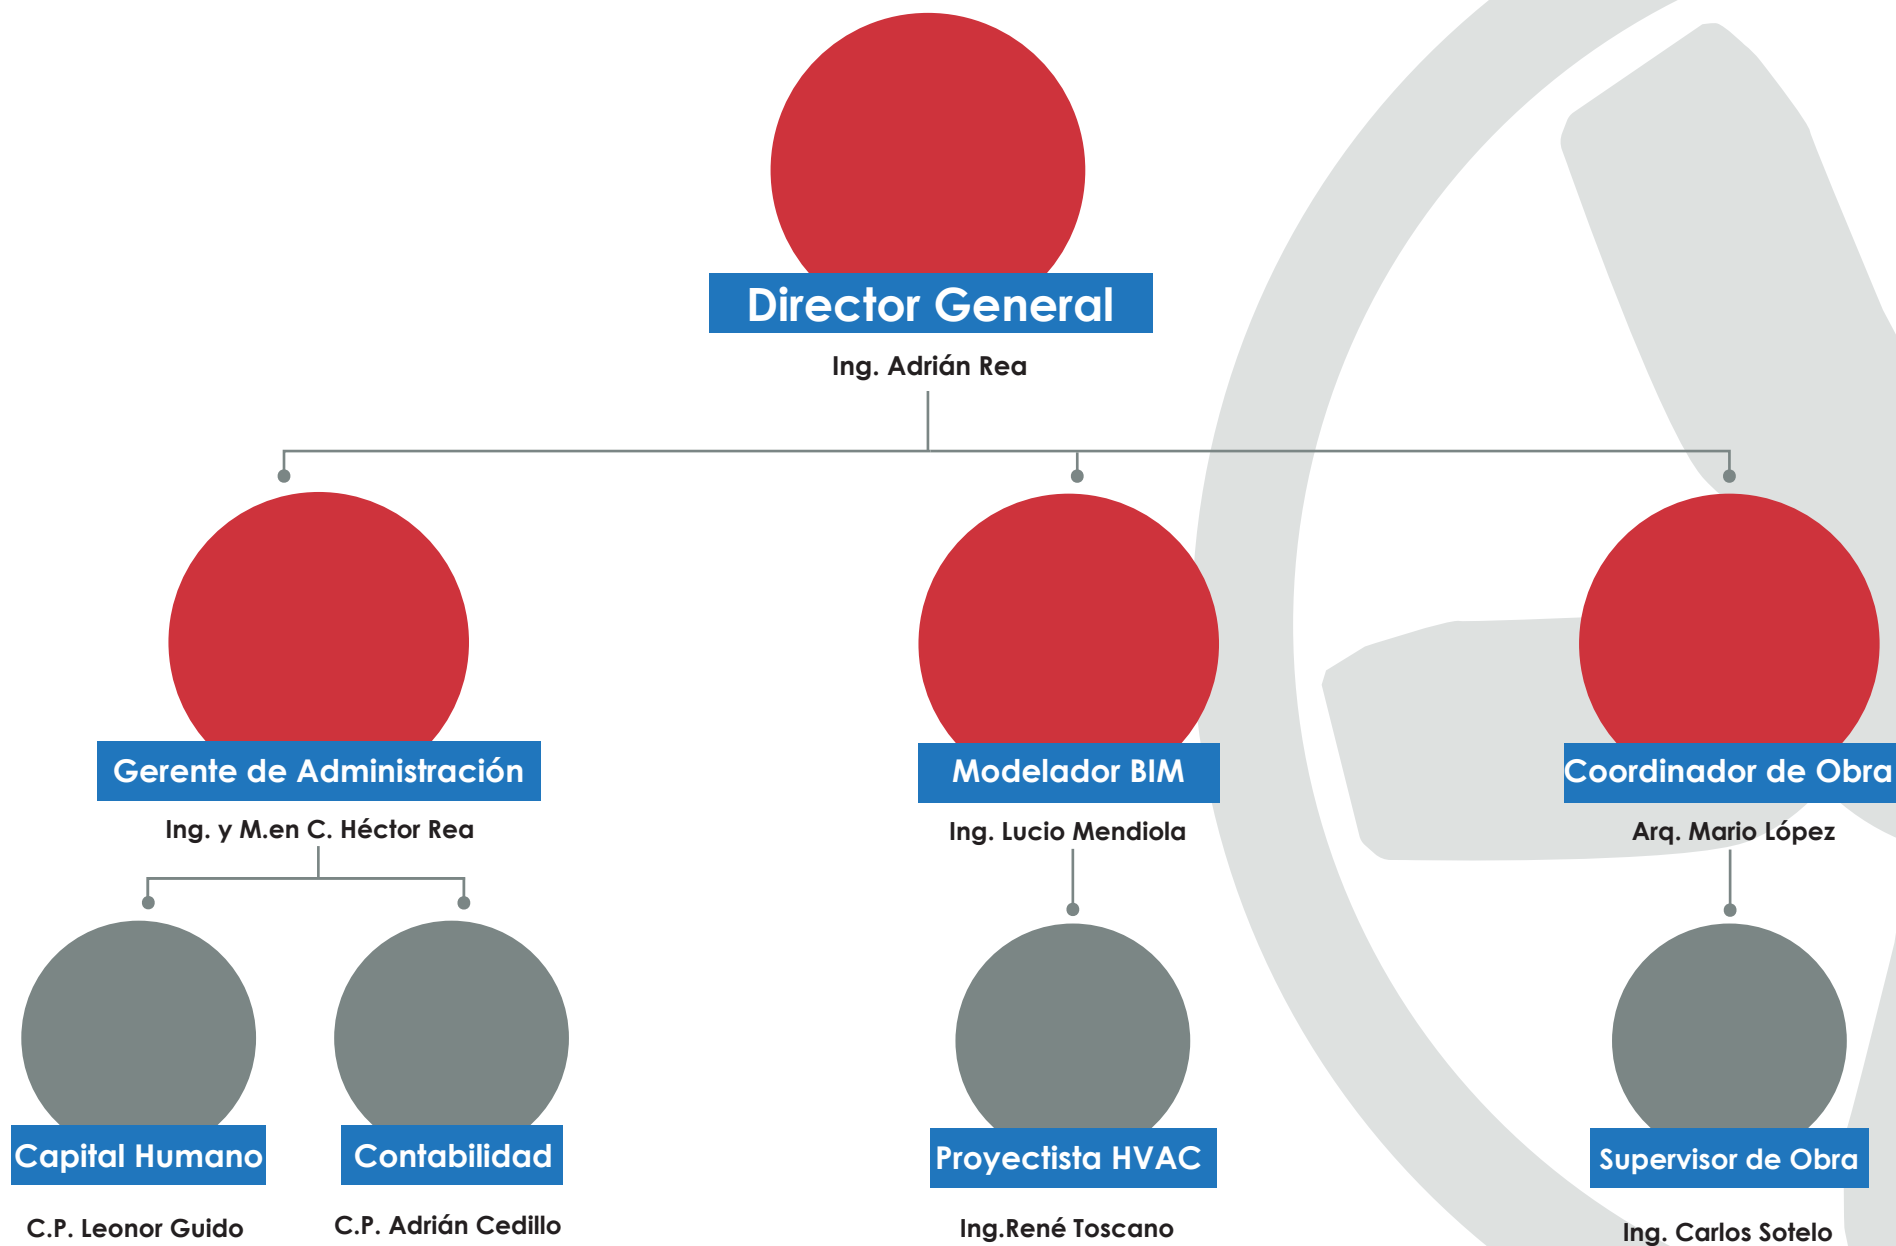 Director General
Ing. Adrián Rea
Gerente de Administración
Modelador BIM
Coordinador de Obra
Ing. y M.en C. Héctor Rea
Ing. Lucio Mendiola
Arq. Mario López
Capital Humano
Contabilidad
Proyectista HVAC
Supervisor de Obra
C.P. Leonor Guido
C.P. Adrián Cedillo
Ing.René Toscano
Ing. Carlos Sotelo